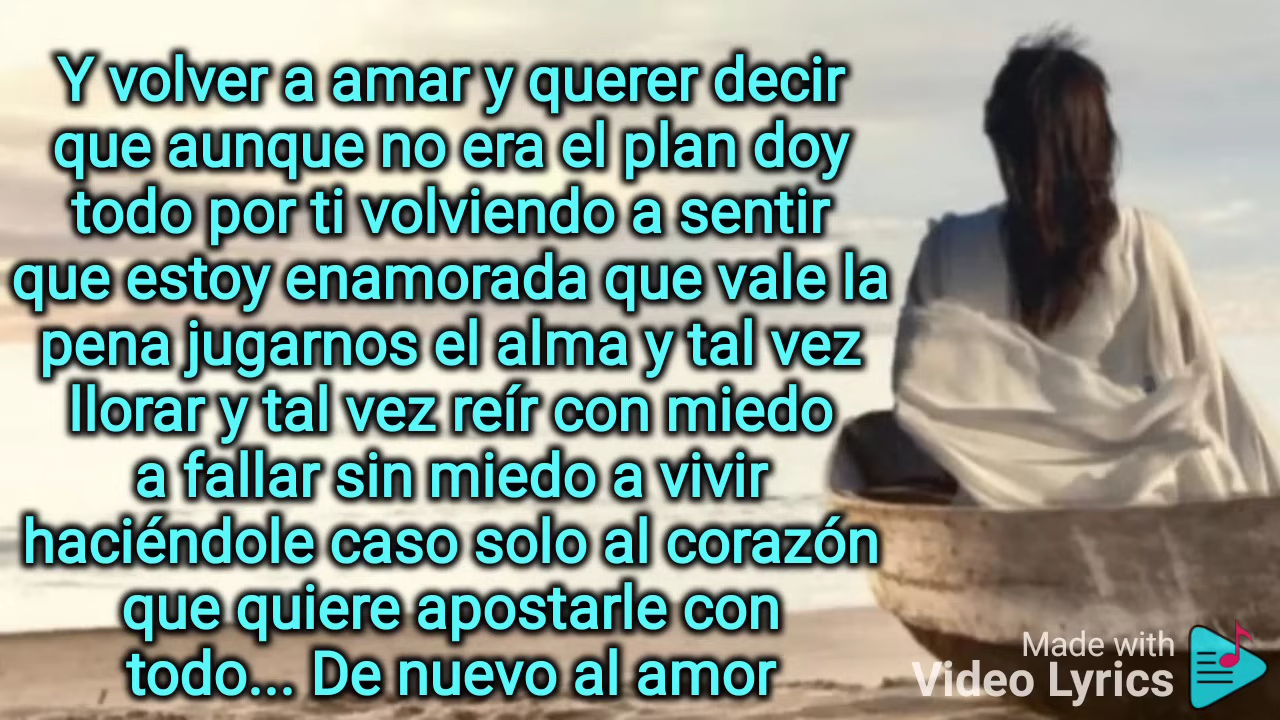 Y volver a amar y querer decir
que aunque no era el plan doy
todo por ti volviendo a sentir
que estoy enamorada que vale la
pena jugarnos el alma y tal vez
llorar y tal vez reír con miedo
a fallar sin miedo a vivir
haciéndole caso solo al corazón
que quiere apostarle con
todo... De nuevo al amor
Made with
Video Lyrics